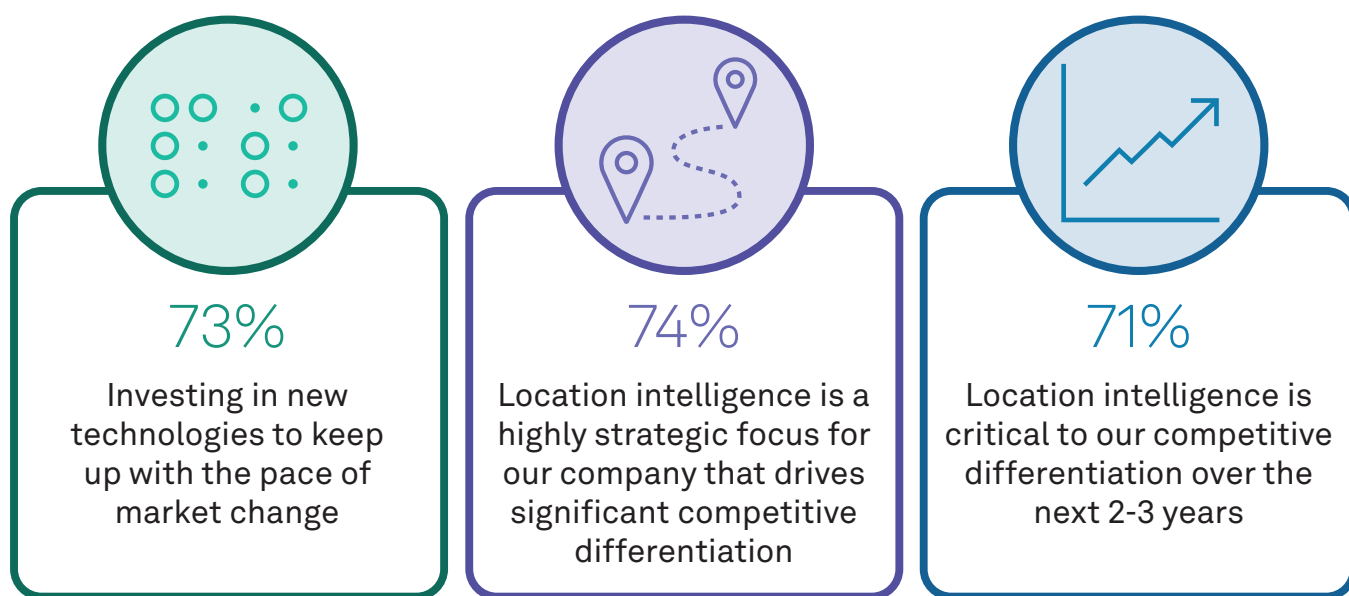 73%
Investing in new
technologies to keep
up with the pace of
market change
74%
Location intelligence is a
highly strategic focus for
our company that drives
significant competitive
differentiation
71%
Location intelligence is
critical to our competitive
differentiation over the
next 2-3 years